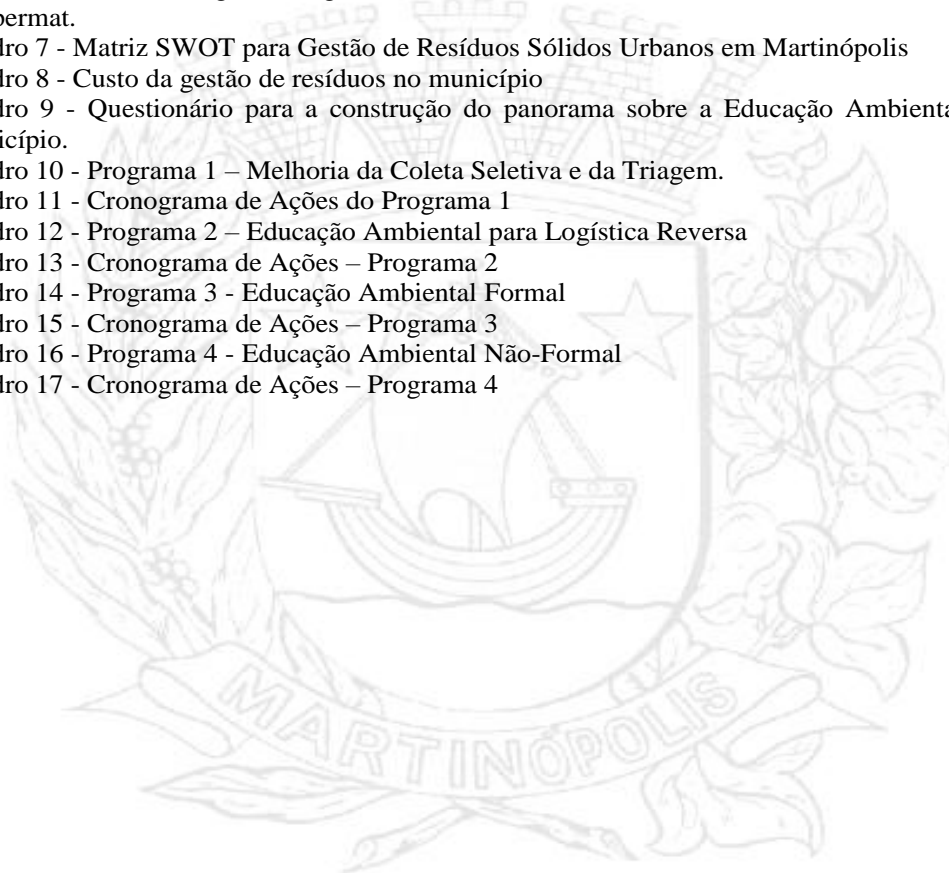 permat.
dro 7 - Matriz SWOT para Gestão de Resíduos Sólidos Urbanos em Martinópolis
dro 8 - Custo da gestão de resíduos no município
dro 9 - Questionário para a construção do panorama sobre a Educação Ambienta
icípio.
dro 10 - Programa 1 – Melhoria da Coleta Seletiva e da Triagem.
dro 11 - Cronograma de Ações do Programa 1
dro 12 - Programa 2 – Educação Ambiental para Logística Reversa
dro 13 - Cronograma de Ações – Programa 2
dro 14 - Programa 3 - Educação Ambiental Formal
dro 15 - Cronograma de Ações – Programa 3
dro 16 - Programa 4 - Educação Ambiental Não-Formal
dro 17 - Cronograma de Ações – Programa 4
MARTINÓPOLIS